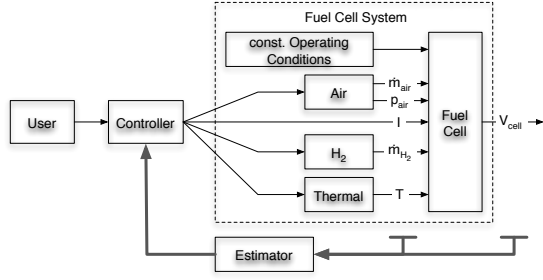 Fuel Cell System
const. Operating
Conditions
Air
ṁair
pair
User
Controller
I
Fuel
Cell
Vcell
H2
ṁH2
Thermal
T
Estimator